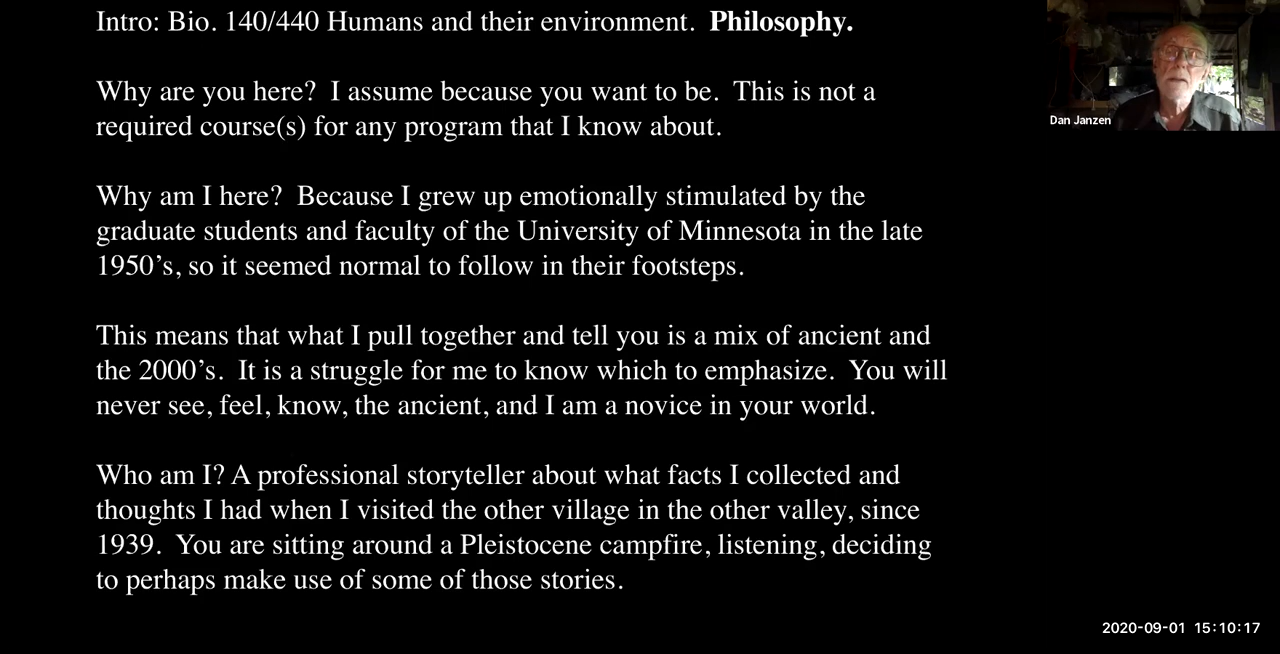 Intro: Bio. 140/440 Humans and their environment.  Philosophy.
Why are you here?  I assume because you want to be.  This is not a
required course(s) for any program that I know about.
Why am I here?  Because I grew up emotionally stimulated by the
graduate students and faculty of the University of Minnesota in the late
1950’s, so it seemed normal to follow in their footsteps.
This means that what I pull together and tell you is a mix of ancient and
the 2000’s.  It is a struggle for me to know which to emphasize.  You will
never see, feel, know, the ancient, and I am a novice in your world.
Who am I? A professional storyteller about what facts I collected and
thoughts I had when I visited the other village in the other valley, since
1939.  You are sitting around a Pleistocene campfire, listening, deciding
to perhaps make use of some of those stories.
Dan Janzen
2020-09-01 15:10:17